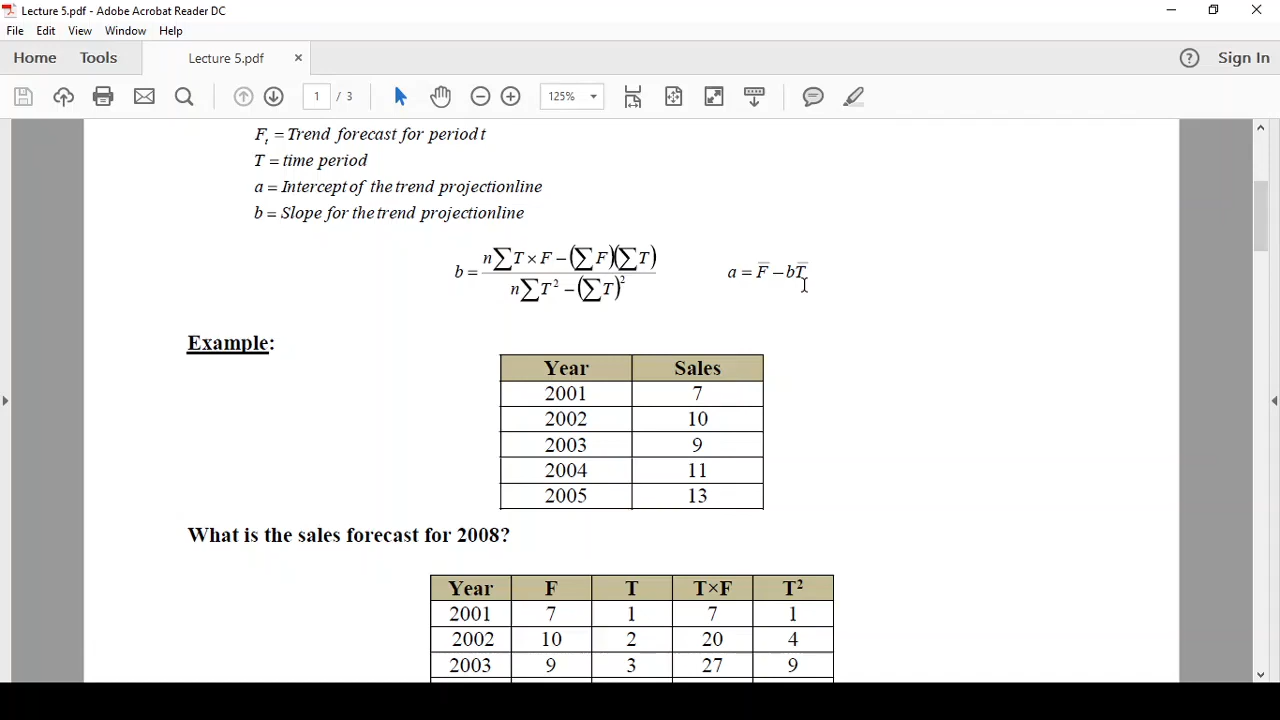 Lecture 5.pdf - Adobe Acrobat Reader DC
File Edit View Window Help
Home Tools Lecture 5.pdf × ? Sign In
1 / 3 125%
F_t = Trend forecast for period t
T = time period
a = Intercept of the trend projectionline
b = Slope for the trend projectionline
b = (n∑T×F − (∑F)(∑T)) / (n∑T² − (∑T)²) a = F̅ − bT̅
Example:
Year Sales
2001 7
2002 10
2003 9
2004 11
2005 13
What is the sales forecast for 2008?
Year F T T×F T²
2001 7 1 7 1
2002 10 2 20 4
2003 9 3 27 9